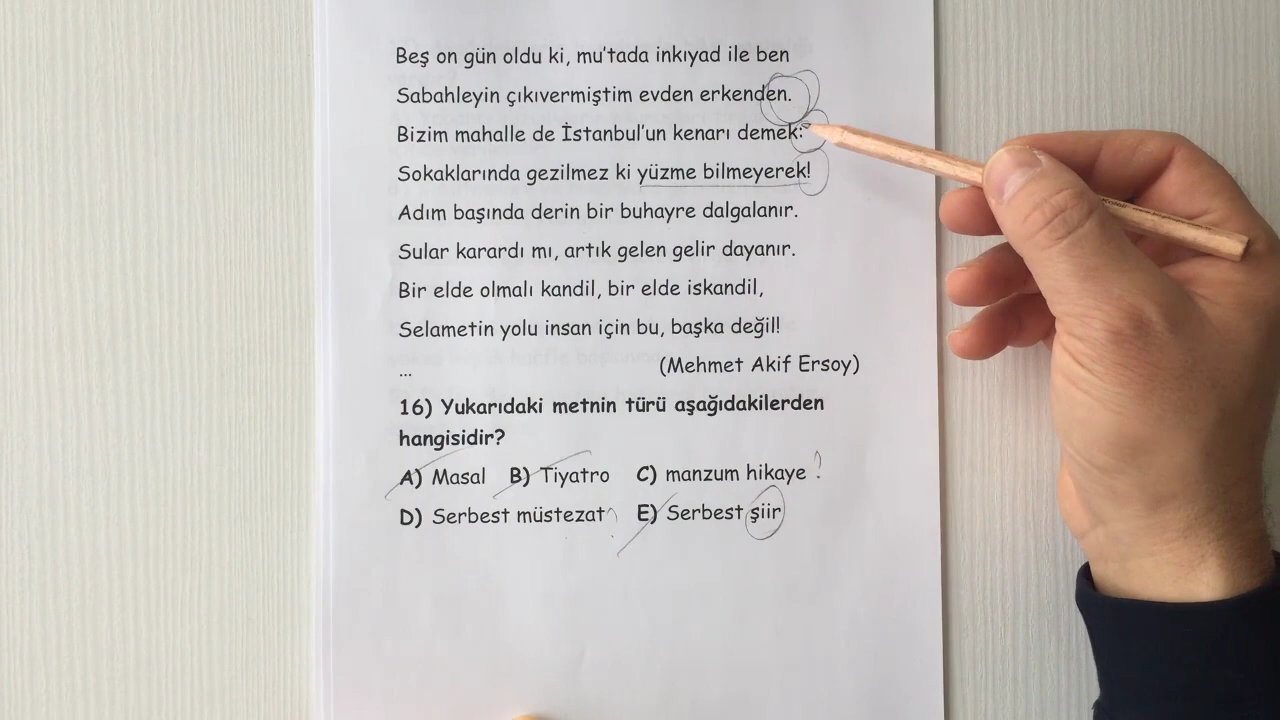 Beş on gün oldu ki, mu'tada inkıyad ile ben
Sabahleyin çıkıvermiştim evden erkenden.
Bizim mahalle de İstanbul'un kenarı demek:
Sokaklarında gezilmez ki yüzme bilmeyerek!
Adım başında derin bir buhayre dalgalanır.
Sular karardı mı, artık gelen gelir dayanır.
Bir elde olmalı kandil, bir elde iskandil,
Selametin yolu insan için bu, başka değil!
(Mehmet Akif Ersoy)
...
16) Yukarıdaki metnin türü aşağıdakilerden
hangisidir?
A) Masal B) Tiyatro C) manzum hikaye ?
D) Serbest müstezat ? E) Serbest şiir